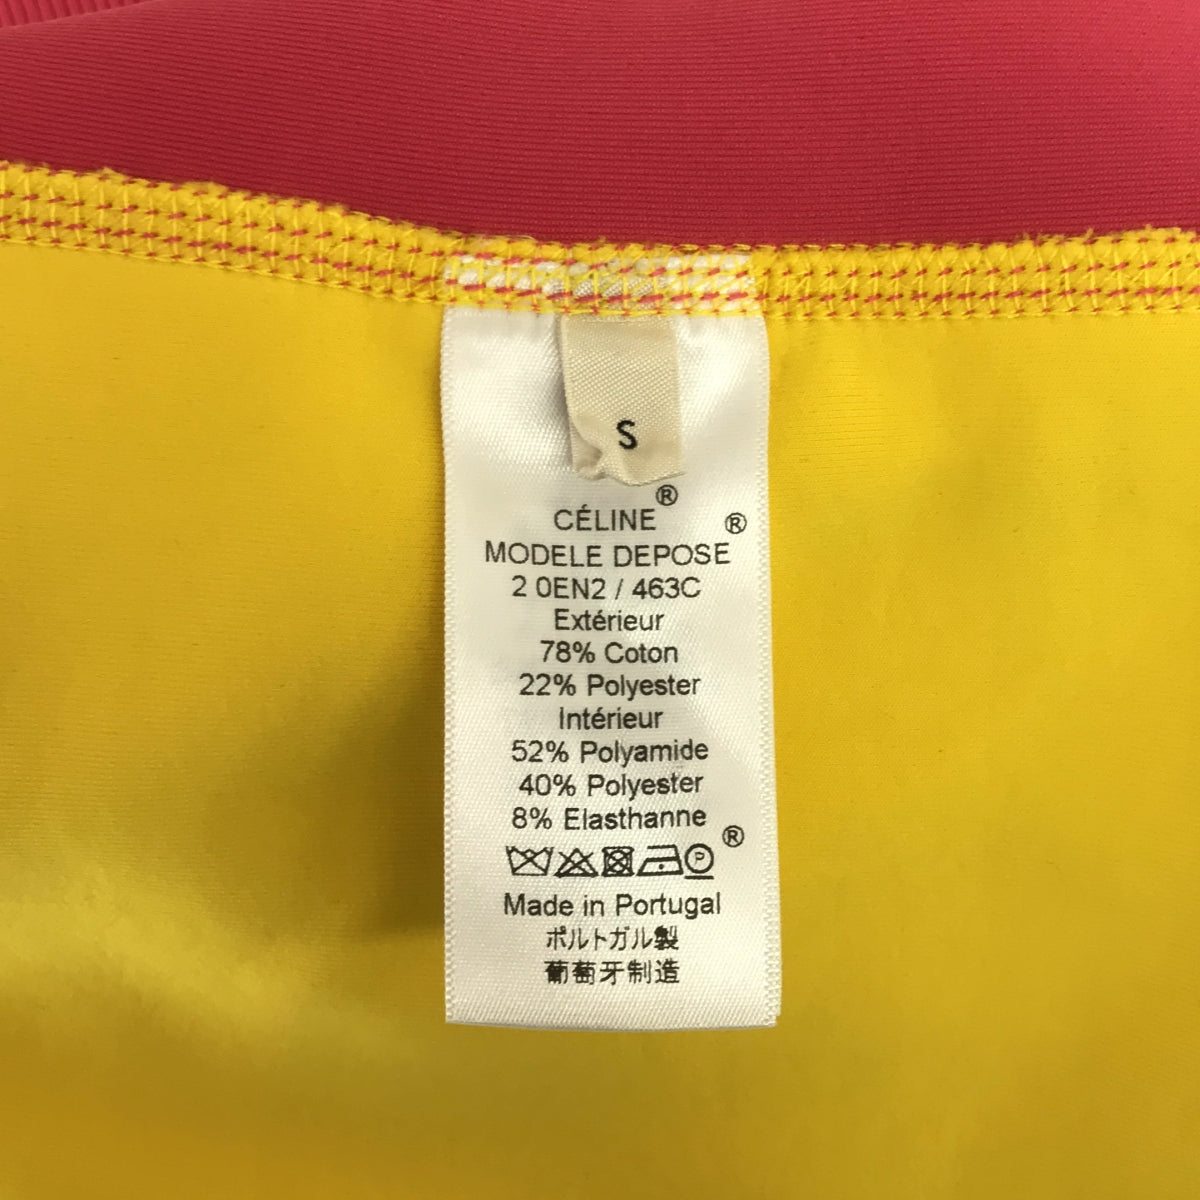 S
CÉLINE®
MODELE DEPOSE®
2 0EN2 / 463C
Extérieur
78% Coton
22% Polyester
Intérieur
52% Polyamide
40% Polyester
8% Elasthanne
P ®
Made in Portugal
ポルトガル製
葡萄牙制造